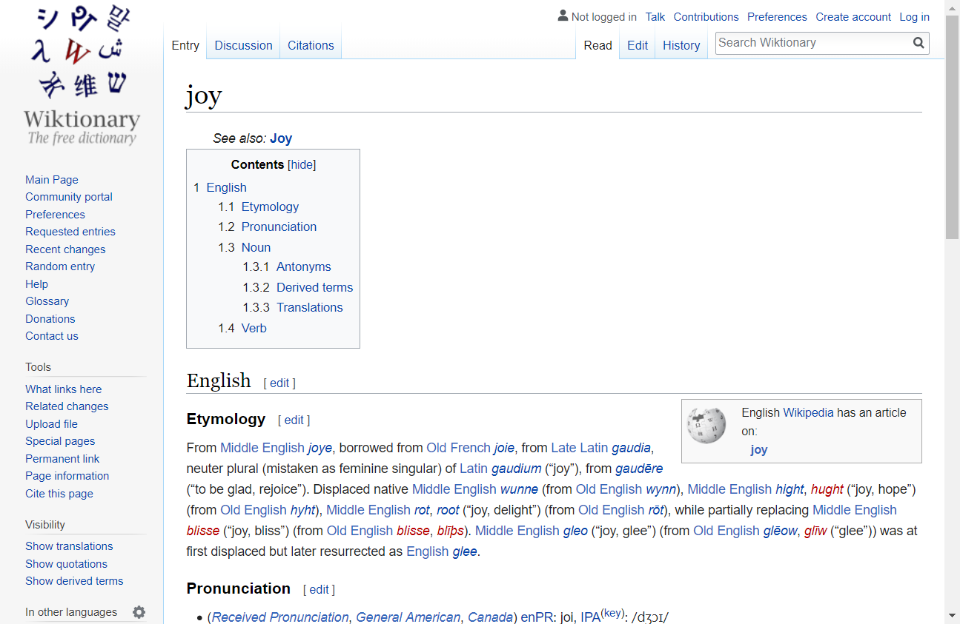 Not logged in Talk Contributions Preferences Create account Log in
Entry Discussion Citations Read Edit History Search Wiktionary
Wiktionary
The free dictionary
Main Page
Community portal
Preferences
Requested entries
Recent changes
Random entry
Help
Glossary
Donations
Contact us
Tools
What links here
Related changes
Upload file
Special pages
Permanent link
Page information
Cite this page
Visibility
Show translations
Show quotations
Show derived terms
In other languages
joy
See also: Joy
Contents [hide]
1 English
1.1 Etymology
1.2 Pronunciation
1.3 Noun
1.3.1 Antonyms
1.3.2 Derived terms
1.3.3 Translations
1.4 Verb
English [ edit ]
Etymology [ edit ]
English Wikipedia has an article
on:
joy
From Middle English joye, borrowed from Old French joie, from Late Latin gaudia,
neuter plural (mistaken as feminine singular) of Latin gaudium (“joy”), from gaudēre
(“to be glad, rejoice”). Displaced native Middle English wunne (from Old English wynn), Middle English hight, hught (“joy, hope”)
(from Old English hyht), Middle English rot, root (“joy, delight”) (from Old English rōt), while partially replacing Middle English
blisse (“joy, bliss”) (from Old English blisse, blīþs). Middle English gleo (“joy, glee”) (from Old English glēow, glīw (“glee”)) was at
first displaced but later resurrected as English glee.
Pronunciation [ edit ]
• (Received Pronunciation, General American, Canada) enPR: joi, IPA(key): /dʒɔɪ/